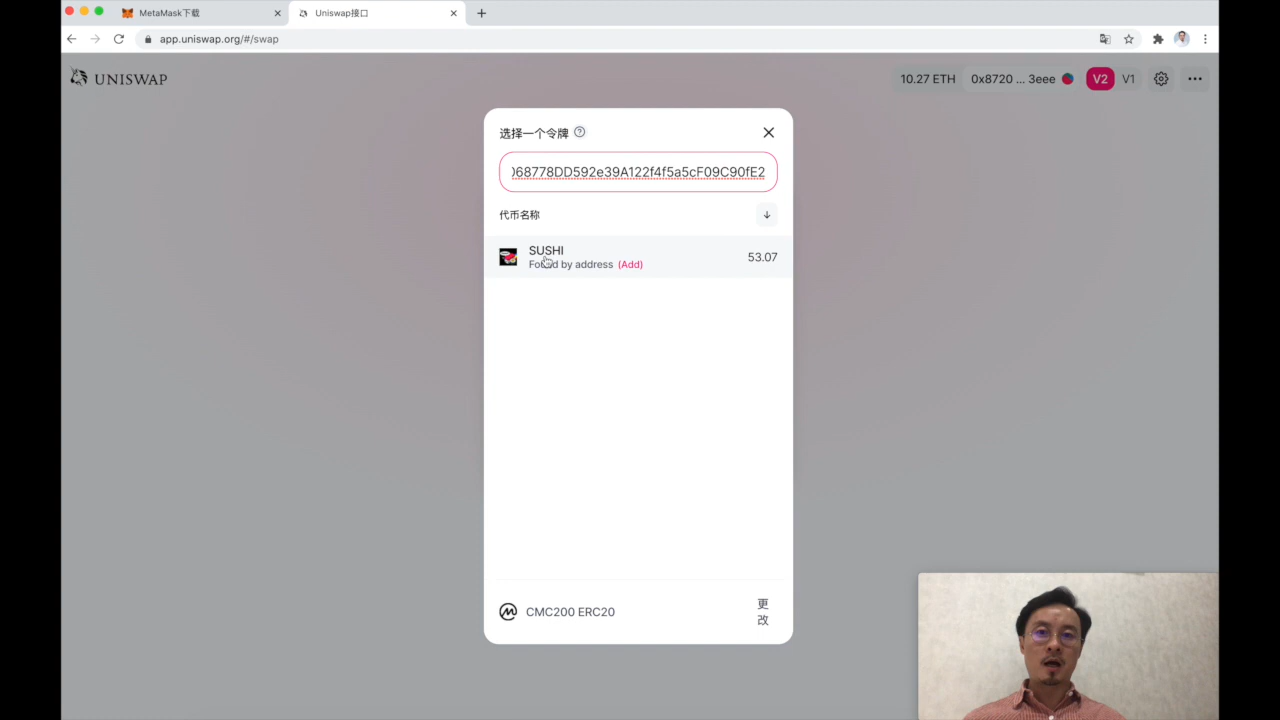 MetaMask下载
Uniswap接口
app.uniswap.org/#/swap
UNISWAP
10.27 ETH
0x8720 ... 3eee
V2
V1
选择一个令牌
068778DD592e39A122f4f5a5cF09C90fE2
代币名称
SUSHI
53.07
Found by address (Add)
CMC200 ERC20
更
改